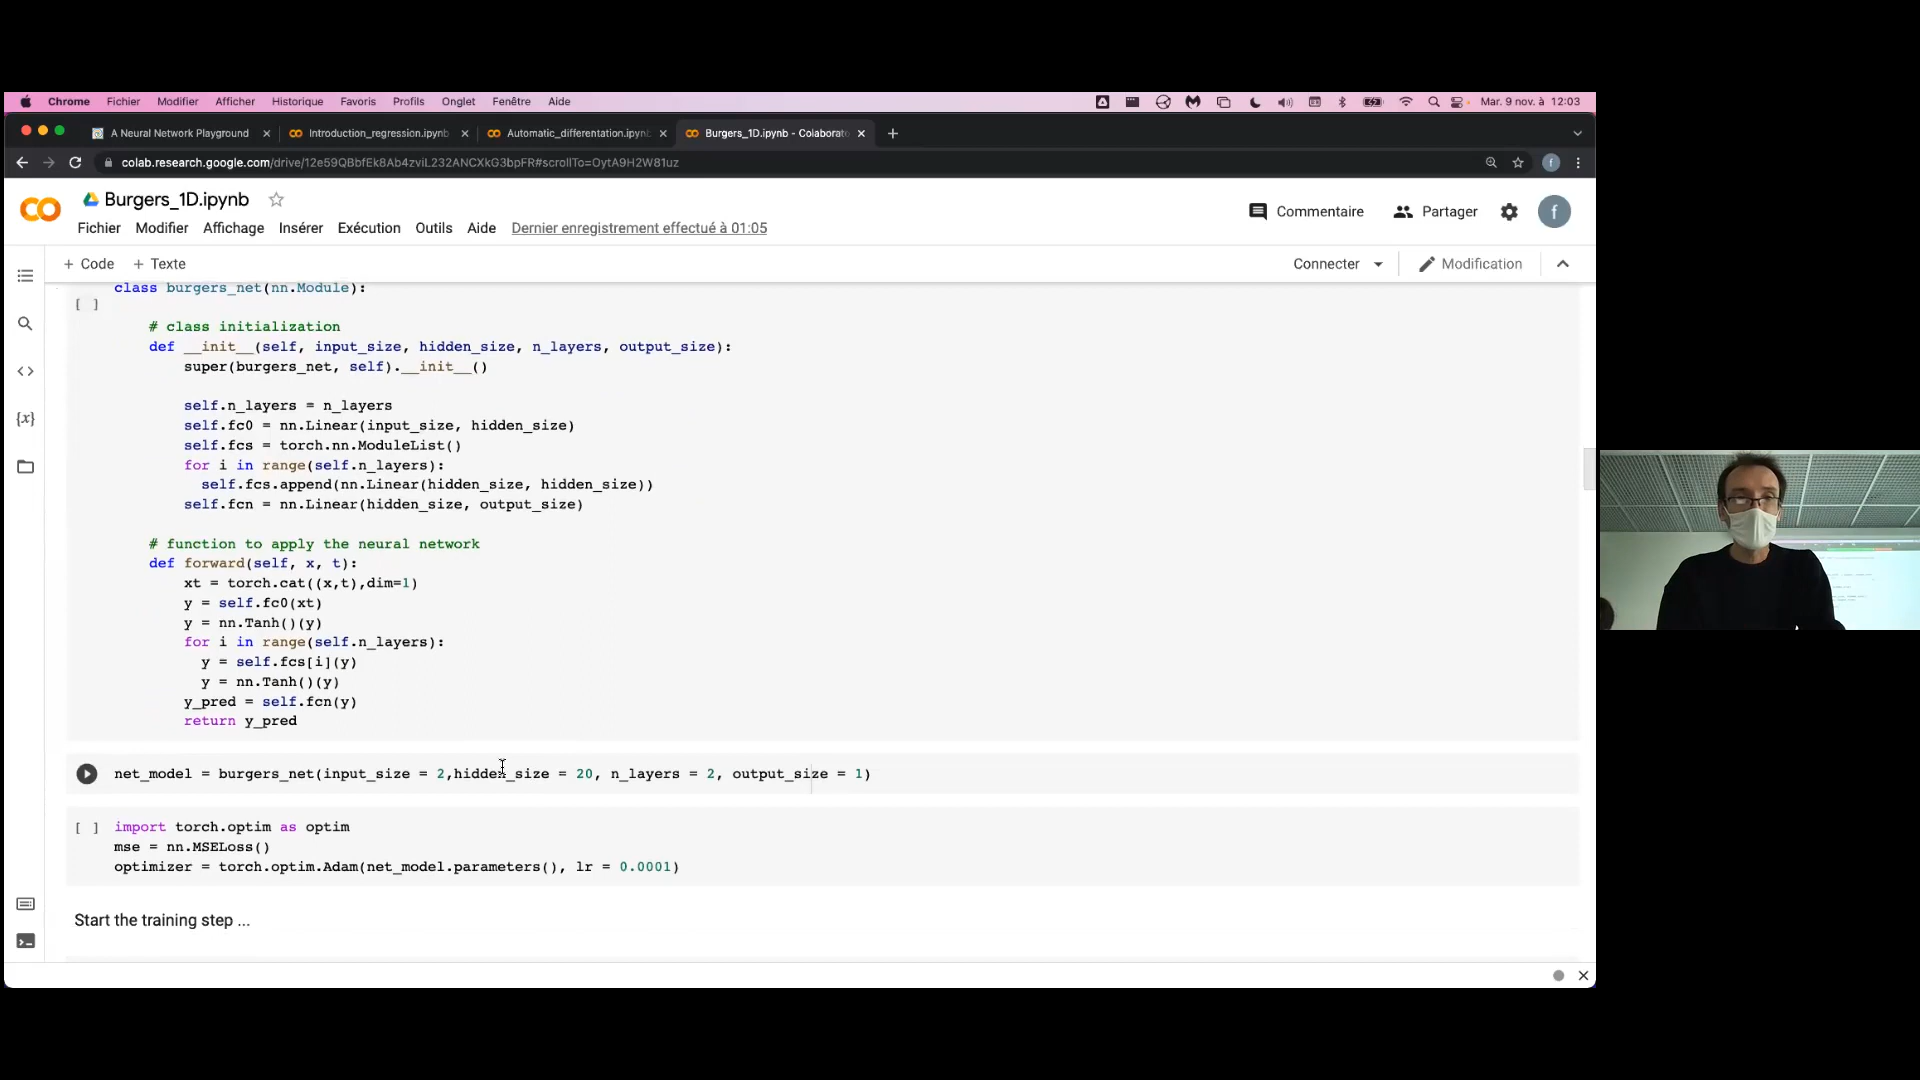 Chrome Fichier Modifier Afficher Historique Favoris Profils Onglet Fenêtre Aide Mar. 9 nov. à 12:03
A Neural Network Playground Introduction_regression.ipynb Automatic_differentation.ipynb Burgers_1D.ipynb - Colaborato
colab.research.google.com/drive/12e59QBbfEk8Ab4zviL232ANCXkG3bpFR#scrollTo=OytA9H2W81uz f
Burgers_1D.ipynb
Commentaire Partager f
Fichier Modifier Affichage Insérer Exécution Outils Aide Dernier enregistrement effectué à 01:05
+ Code + Texte Connecter Modification
class burgers_net(nn.Module):
[ ]
# class initialization
def __init__(self, input_size, hidden_size, n_layers, output_size):
super(burgers_net, self).__init__()
self.n_layers = n_layers
self.fc0 = nn.Linear(input_size, hidden_size)
self.fcs = torch.nn.ModuleList()
for i in range(self.n_layers):
self.fcs.append(nn.Linear(hidden_size, hidden_size))
self.fcn = nn.Linear(hidden_size, output_size)
# function to apply the neural network
def forward(self, x, t):
xt = torch.cat((x,t),dim=1)
y = self.fc0(xt)
y = nn.Tanh()(y)
for i in range(self.n_layers):
y = self.fcs[i](y)
y = nn.Tanh()(y)
y_pred = self.fcn(y)
return y_pred
net_model = burgers_net(input_size = 2,hidden_size = 20, n_layers = 2, output_size = 1)
[ ] import torch.optim as optim
mse = nn.MSELoss()
optimizer = torch.optim.Adam(net_model.parameters(), lr = 0.0001)
Start the training step ...